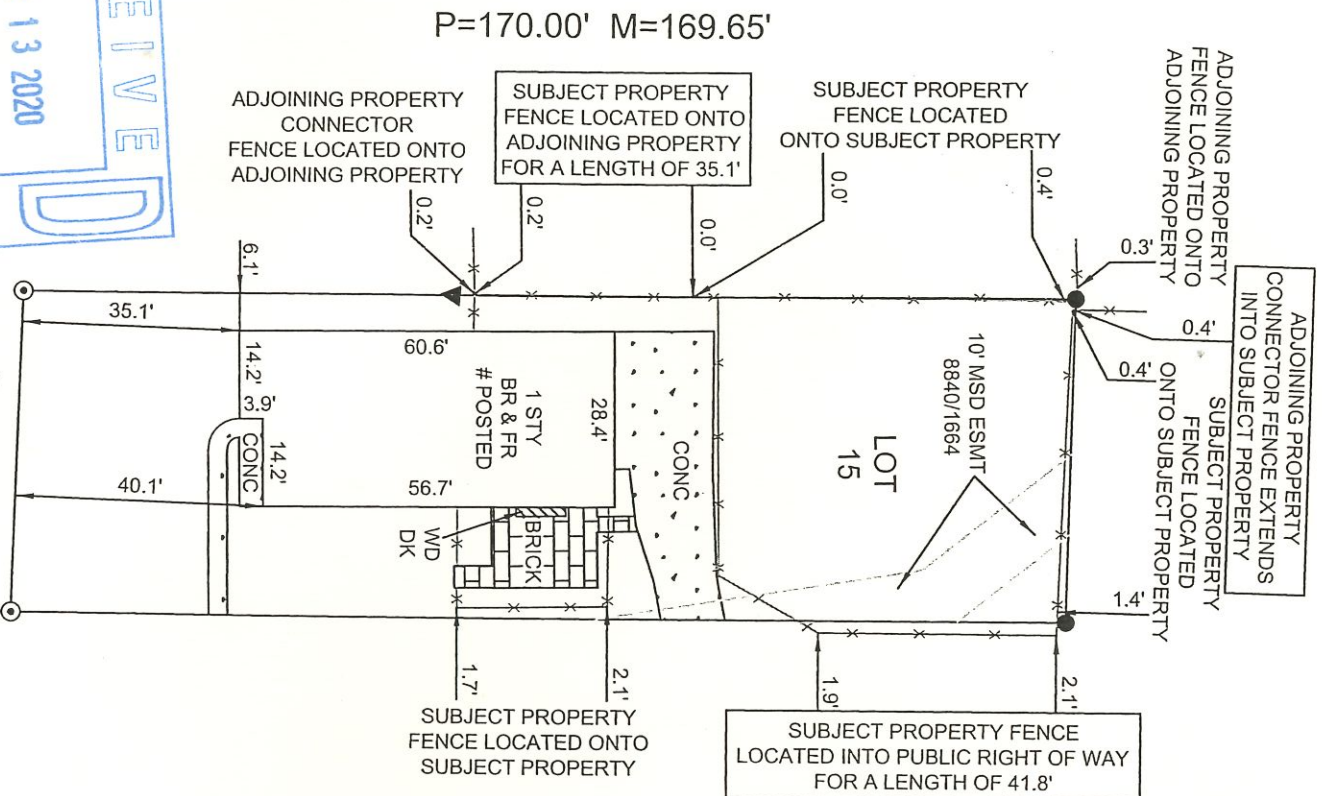 P=170.00' M=169.65'
EIVE
D
13 2020
ADJOINING PROPERTY
CONNECTOR
FENCE LOCATED ONTO
ADJOINING PROPERTY
SUBJECT PROPERTY
FENCE LOCATED ONTO
ADJOINING PROPERTY
FOR A LENGTH OF 35.1'
SUBJECT PROPERTY
FENCE LOCATED
ONTO SUBJECT PROPERTY
ADJOINING PROPERTY
FENCE LOCATED ONTO
ADJOINING PROPERTY
ADJOINING PROPERTY
CONNECTOR FENCE EXTENDS
INTO SUBJECT PROPERTY
SUBJECT PROPERTY
FENCE LOCATED
ONTO SUBJECT PROPERTY
0.2'
0.2'
0.0'
0.0'
0.4'
0.3'
0.4'
0.4'
6.1'
35.1'
60.6'
14.2'
3.9'
14.2'
CONC
1 STY
BR & FR
# POSTED
28.4'
CONC
LOT
15
10' MSD ESMT
8840/1664
40.1'
56.7'
WD
DK
BRICK
1.4'
1.7'
2.1'
1.9'
2.1'
SUBJECT PROPERTY
FENCE LOCATED ONTO
SUBJECT PROPERTY
SUBJECT PROPERTY FENCE
LOCATED INTO PUBLIC RIGHT OF WAY
FOR A LENGTH OF 41.8'